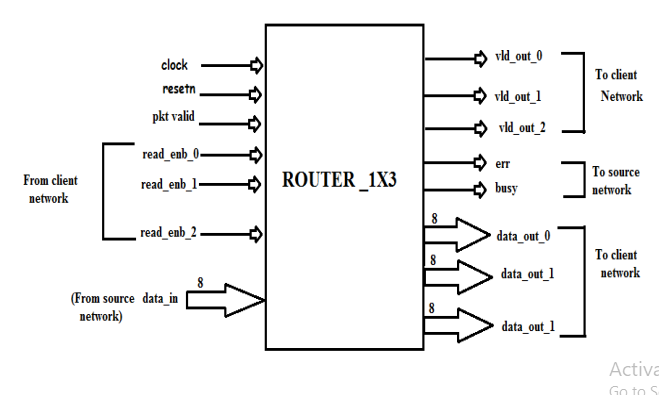 clock
resetn
pkt valid
read_enb_0
read_enb_1
read_enb_2
From client
network
8
(From source data_in
network)
ROUTER_1X3
vld_out_0
vld_out_1
vld_out_2
To client
Network
err
busy
To source
network
8
data_out_0
8
data_out_1
8
data_out_1
To client
network
Activa
Go to S